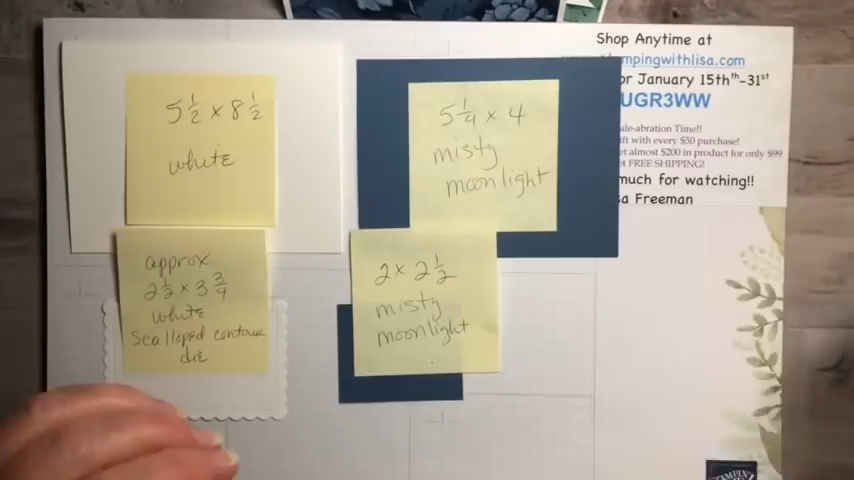 5 1/2 x 8 1/2
white
5 1/4 x 4
misty
moonlight
approx
2 1/2 x 3 3/4
white
scalloped contour
die
2 x 2 1/2
misty
moonlight
Shop Anytime at
mpingwithlisa.com
or January 15th-31st
UGR3WW
ale-abration Time!!
ift with every $50 purchase!
et almost $200 in product for only $99
FREE SHIPPING!
much for watching!!
sa Freeman